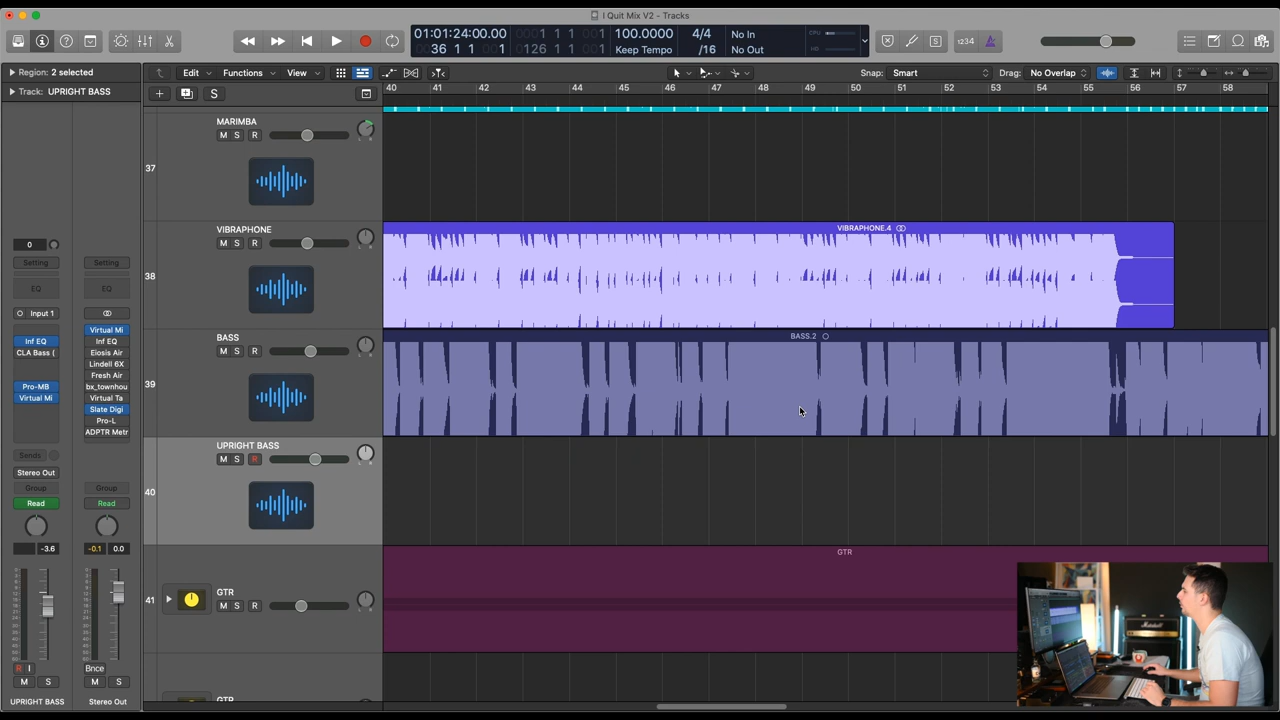 I Quit Mix V2 - Tracks
01:01:24:00.00
36 1 1 1
0001 1 1 1
0126 1 1 1
100.0000
Keep Tempo
4/4
/16
No In
No Out
CPU
HD
1234
Region: 2 selected
Edit
Functions
View
Snap:
Smart
Drag:
No Overlap
Track: UPRIGHT BASS
S
40 41 42 43 44 45 46 47 48 49 50 51 52 53 54 55 56 57 58
37
MARIMBA
M S R
38
VIBRAPHONE
M S R
VIBRAPHONE.4
39
BASS
M S R
BASS.2
40
UPRIGHT BASS
M S R
41
GTR
M S R
GTR
GTR
0
Setting
Setting
EQ
EQ
Input 1
Inf EQ
CLA Bass (
Pro-MB
Virtual Mi
Virtual Mi
Inf EQ
Eiosis Air
Lindell 6X
Fresh Air
bx_townhou
Virtual Ta
Slate Digi
Pro-L
ADPTR Metr
Sends
Stereo Out
Group
Group
Read
Read
-3.6
-0.1 0.0
R I
Bnce
M S
M S
UPRIGHT BASS
Stereo Out
Marshall